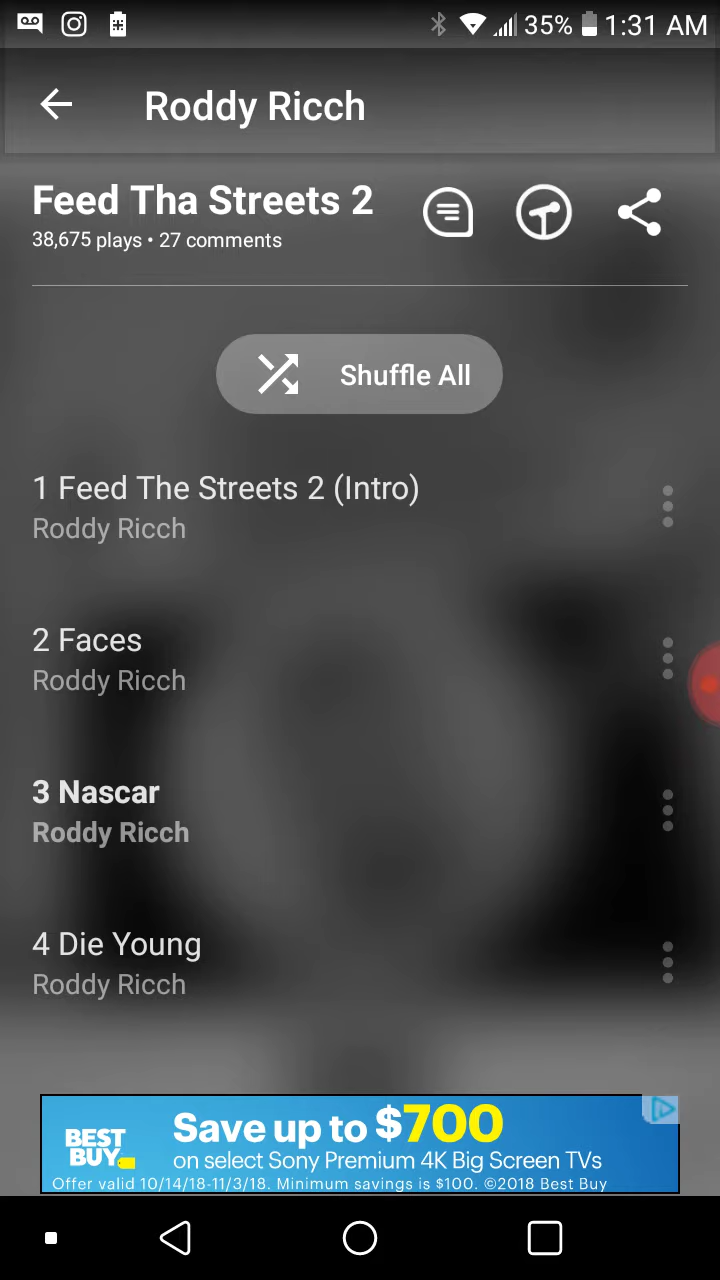 35% 1:31 AM
Roddy Ricch
Feed Tha Streets 2
38,675 plays • 27 comments
Shuffle All
1 Feed The Streets 2 (Intro)
Roddy Ricch
2 Faces
Roddy Ricch
3 Nascar
Roddy Ricch
4 Die Young
Roddy Ricch
BEST BUY
Save up to $700
on select Sony Premium 4K Big Screen TVs
Offer valid 10/14/18-11/3/18. Minimum savings is $100. ©2018 Best Buy